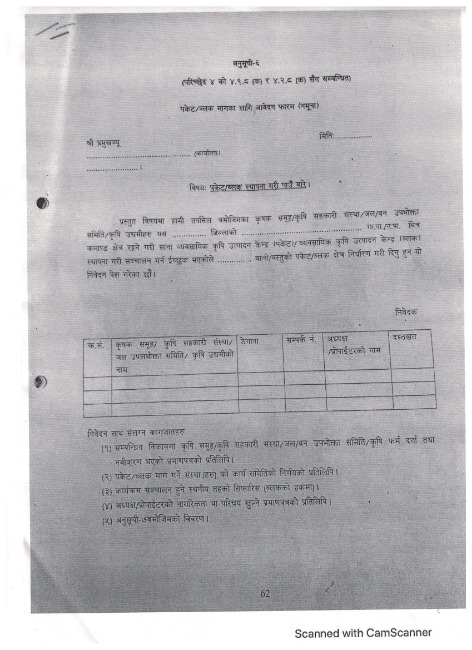 अनुसूची-६
(परिच्छेद ४ को ४.१.८ (क) र ४.२.८ (क) सँग सम्बन्धित)
पकेट/ब्लक मागका लागि आवेदन फारम (नमूना)
मितिः................
श्री प्रमुखज्यू
............................................... (कार्यालय)
.................... ।
विषयः पकेट/ब्लक स्थापना गरी पाउँ बारे।
प्रस्तुत विषयमा हामी तपसिल बमोजिमका कृषक समूह/कृषि सहकारी संस्था/जल/वन उपभोक्ता
समिति/कृषि उद्यमीहरु यस ........................ जिल्लाको ........................ गा.पा./न.पा. भित्र
कमाण्ड क्षेत्र रहने गरी साना व्यवसायिक कृषि उत्पादन केन्द्र (पकेट)/ व्यवसायिक कृषि उत्पादन केन्द्र (ब्लक)
स्थापना गरी सञ्चालन गर्न ईच्छुक भएकोले .............. बाली/वस्तुको पकेट/ब्लक क्षेत्र निर्धारण गरी दिनु हुन यो
निवेदन पेश गरेका छौं।
निवेदक
क्र.सं. कृषक समूह/ कृषि सहकारी संस्था/ जल उपभोक्ता समिति/ कृषि उद्यमीको नाम ठेगाना सम्पर्क नं. अध्यक्ष /प्रोपाईटरको नाम दस्तखत
निवेदन साथ संलग्न कागजातहरु
(१) सम्बन्धित निकायमा कृषि समूह/कृषि सहकारी संस्था/जल/वन उपभोक्ता समिति/कृषि फर्म दर्ता तथा
नवीकरण भएको प्रमाणपत्रको प्रतिलिपि।
(२) पकेट/ब्लक माग गर्ने संस्था(हरु) को कार्य समितिको निर्णयको प्रतिलिपि।
(३) कार्यक्रम सञ्चालन हुने स्थानीय तहको सिफारिस (ब्लकको हकमा)।
(४) अध्यक्ष/प्रोपाईटरको नागरिकता वा परिचय खुल्ने प्रमाणपत्रको प्रतिलिपि।
(५) बमोजिमको विवरण।
62
Scanned with CamScanner